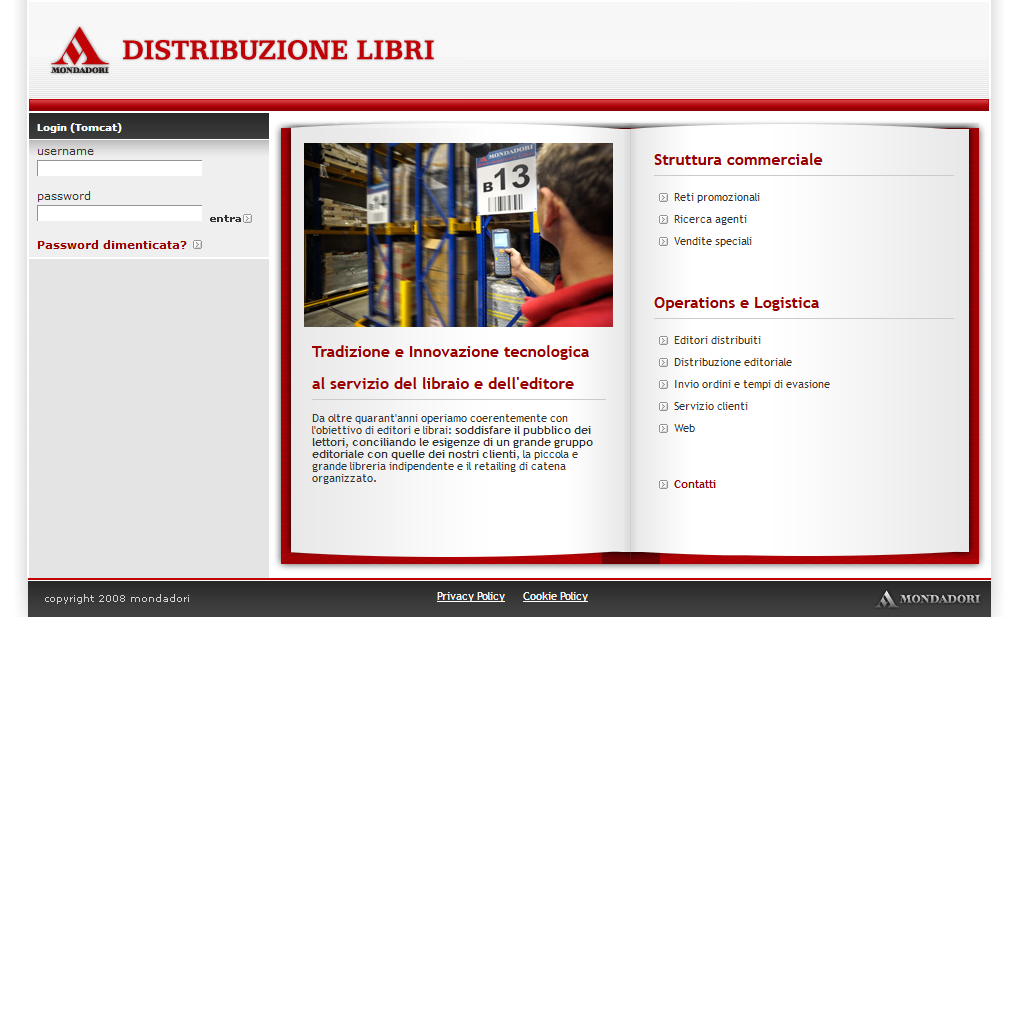 MONDADORI
DISTRIBUZIONE LIBRI
Login (Tomcat)
username
password
entra
Password dimenticata?
MONDADORI
B13
Tradizione e Innovazione tecnologica
al servizio del libraio e dell'editore
Da oltre quarant'anni operiamo coerentemente con
l'obiettivo di editori e librai: soddisfare il pubblico dei
lettori, conciliando le esigenze di un grande gruppo
editoriale con quelle dei nostri clienti, la piccola e
grande libreria indipendente e il retailing di catena
organizzato.
Struttura commerciale
Reti promozionali
Ricerca agenti
Vendite speciali
Operations e Logistica
Editori distribuiti
Distribuzione editoriale
Invio ordini e tempi di evasione
Servizio clienti
Web
Contatti
copyright 2008 mondadori
Privacy Policy
Cookie Policy
MONDADORI